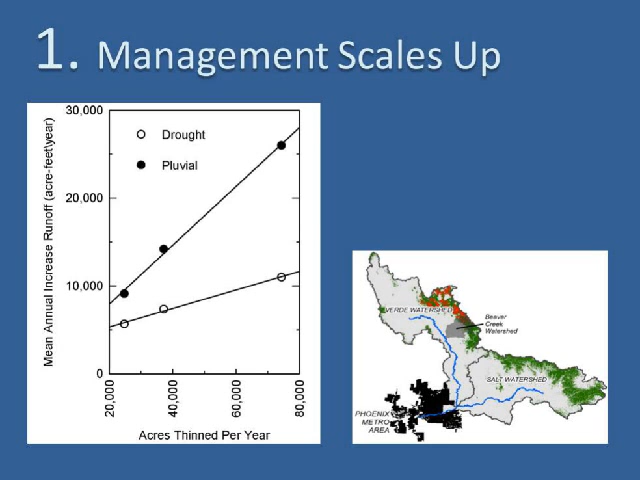 1. Management Scales Up
30,000
20,000
10,000
0
Mean Annual Increase Runoff (acre-feet\year)
Drought
Pluvial
20,000
40,000
60,000
80,000
Acres Thinned Per Year
VERDE WATERSHED
Beaver
Creek
Watershed
SALT WATERSHED
PHOENIX
METRO
AREA